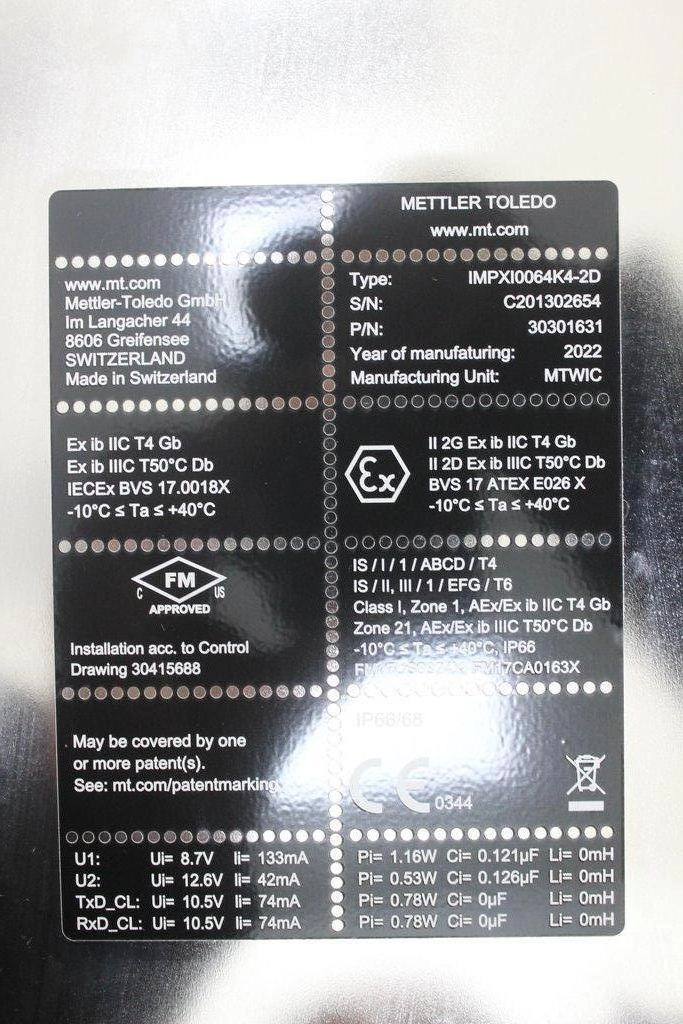 METTLER TOLEDO
www.mt.com
www.mt.com
Mettler-Toledo GmbH
Im Langacher 44
8606 Greifensee
SWITZERLAND
Made in Switzerland
Type: IMPXI0064K4-2D
S/N: C201302654
P/N: 30301631
Year of manufaturing: 2022
Manufacturing Unit: MTWIC
Ex ib IIC T4 Gb
Ex ib IIIC T50°C Db
IECEx BVS 17.0018X
-10°C ≤ Ta ≤ +40°C
Ex
II 2G Ex ib IIC T4 Gb
II 2D Ex ib IIIC T50°C Db
BVS 17 ATEX E026 X
-10°C ≤ Ta ≤ +40°C
FM
C US
APPROVED
Installation acc. to Control
Drawing 30415688
IS / I / 1 / ABCD / T4
IS / II, III / 1 / EFG / T6
Class I, Zone 1, AEx/Ex ib IIC T4 Gb
Zone 21, AEx/Ex ib IIIC T50°C Db
-10°C ≤ Ta ≤ +40°C, IP66
FM17CA0163X
May be covered by one
or more patent(s).
See: mt.com/patentmarking
IP66/68
CE 0344
U1: Ui= 8.7V Ii= 133mA Pi= 1.16W Ci= 0.121µF Li= 0mH
U2: Ui= 12.6V Ii= 42mA Pi= 0.53W Ci= 0.126µF Li= 0mH
TxD_CL: Ui= 10.5V Ii= 74mA Pi= 0.78W Ci= 0µF Li= 0mH
RxD_CL: Ui= 10.5V Ii= 74mA Pi= 0.78W Ci= 0µF Li= 0mH